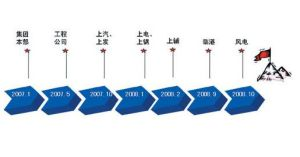 集团
本部
工程
公司
上汽、
上发
上电、
上锅
上辅
临港
风电
2007.1
2007.5
2007.10
2008.1
2008.2
2008.9
2008.10